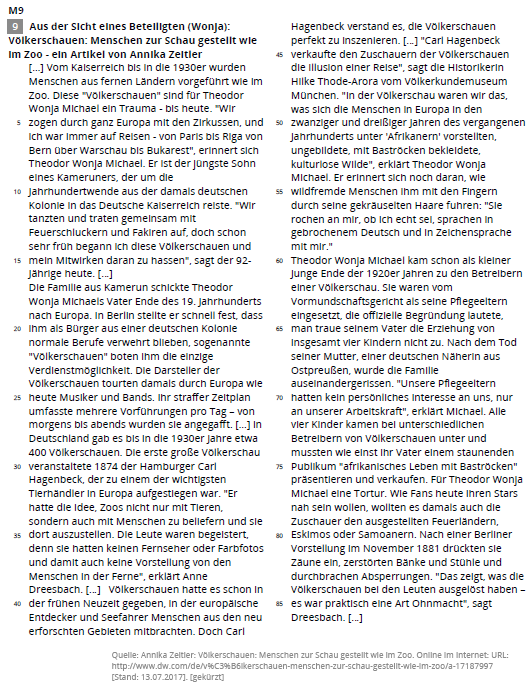 M9
9 Aus der Sicht eines Beteiligten (Wonja):
Völkerschauen: Menschen zur Schau gestellt wie
im Zoo - ein Artikel von Annika Zeitler
[...] Vom Kaiserreich bis in die 1930er wurden
Menschen aus fernen Ländern vorgeführt wie im
Zoo. Diese "Völkerschauen" sind für Theodor
Wonja Michael ein Trauma - bis heute. "Wir
5 zogen durch ganz Europa mit den Zirkussen, und
ich war immer auf Reisen - von Paris bis Riga von
Bern über Warschau bis Bukarest", erinnert sich
Theodor Wonja Michael. Er ist der jüngste Sohn
eines Kameruners, der um die
10 Jahrhundertwende aus der damals deutschen
Kolonie in das Deutsche Kaiserreich reiste. "Wir
tanzten und traten gemeinsam mit
Feuerschluckern und Fakiren auf, doch schon
sehr früh begann ich diese Völkerschauen und
15 mein Mitwirken daran zu hassen", sagt der 92-
Jährige heute. [...]
Die Familie aus Kamerun schickte Theodor
Wonja Michaels Vater Ende des 19. Jahrhunderts
nach Europa. In Berlin stellte er schnell fest, dass
20 ihm als Bürger aus einer deutschen Kolonie
normale Berufe verwehrt blieben, sogenannte
"Völkerschauen" boten ihm die einzige
Verdienstmöglichkeit. Die Darsteller der
Völkerschauen tourten damals durch Europa wie
25 heute Musiker und Bands. Ihr straffer Zeitplan
umfasste mehrere Vorführungen pro Tag – von
morgens bis abends wurden sie angegafft. [...] In
Deutschland gab es bis in die 1930er Jahre etwa
400 Völkerschauen. Die erste große Völkerschau
30 veranstaltete 1874 der Hamburger Carl
Hagenbeck, der zu einem der wichtigsten
Tierhändler in Europa aufgestiegen war. "Er
hatte die Idee, Zoos nicht nur mit Tieren,
sondern auch mit Menschen zu beliefern und sie
35 dort auszustellen. Die Leute waren begeistert,
denn sie hatten keinen Fernseher oder Farbfotos
und damit auch keine Vorstellung von den
Menschen in der Ferne", erklärt Anne
Dreesbach. [...] Völkerschauen hatte es schon in
40 der frühen Neuzeit gegeben, in der europäische
Entdecker und Seefahrer Menschen aus den neu
erforschten Gebieten mitbrachten. Doch Carl
Hagenbeck verstand es, die Völkerschauen
perfekt zu inszenieren. [...] "Carl Hagenbeck
45 verkaufte den Zuschauern der Völkerschauen
die Illusion einer Reise", sagt die Historikerin
Hilke Thode-Arora vom Völkerkundemuseum
München. "In der Völkerschau waren wir das,
was sich die Menschen in Europa in den
50 zwanziger und dreißiger Jahren des vergangenen
Jahrhunderts unter 'Afrikanern' vorstellten,
ungebildete, mit Baströcken bekleidete,
kulturlose Wilde", erklärt Theodor Wonja
Michael. Er erinnert sich noch daran, wie
55 wildfremde Menschen ihm mit den Fingern
durch seine gekräuselten Haare fuhren: "Sie
rochen an mir, ob ich echt sei, sprachen in
gebrochenem Deutsch und in Zeichensprache
mit mir."
60 Theodor Wonja Michael kam schon als kleiner
Junge Ende der 1920er Jahren zu den Betreibern
einer Völkerschau. Sie waren vom
Vormundschaftsgericht als seine Pflegeeltern
eingesetzt, die offizielle Begründung lautete,
65 man traue seinem Vater die Erziehung von
insgesamt vier Kindern nicht zu. Nach dem Tod
seiner Mutter, einer deutschen Näherin aus
Ostpreußen, wurde die Familie
auseinandergerissen. "Unsere Pflegeeltern
70 hatten kein persönliches Interesse an uns, nur
an unserer Arbeitskraft", erklärt Michael. Alle
vier Kinder kamen bei unterschiedlichen
Betreibern von Völkerschauen unter und
mussten wie einst ihr Vater einem staunenden
75 Publikum "afrikanisches Leben mit Baströcken"
präsentieren und verkaufen. Für Theodor Wonja
Michael eine Tortur. Wie Fans heute ihren Stars
nah sein wollen, wollten es damals auch die
Zuschauer den ausgestellten Feuerländern,
80 Eskimos oder Samoanern. Nach einer Berliner
Vorstellung im November 1881 drückten sie
Zäune ein, zerstörten Bänke und Stühle und
durchbrachen Absperrungen. "Das zeigt, was die
Völkerschauen bei den Leuten ausgelöst haben –
85 es war praktisch eine Art Ohnmacht", sagt
Dreesbach. [...]
Quelle: Annika Zeitler: Völkerschauen: Menschen zur Schau gestellt wie im Zoo. Online im Internet: URL:
http://www.dw.com/de/v%C3%B6lkerschauen-menschen-zur-schau-gestellt-wie-im-zoo/a-17187997
[Stand: 13.07.2017]. [gekürzt]